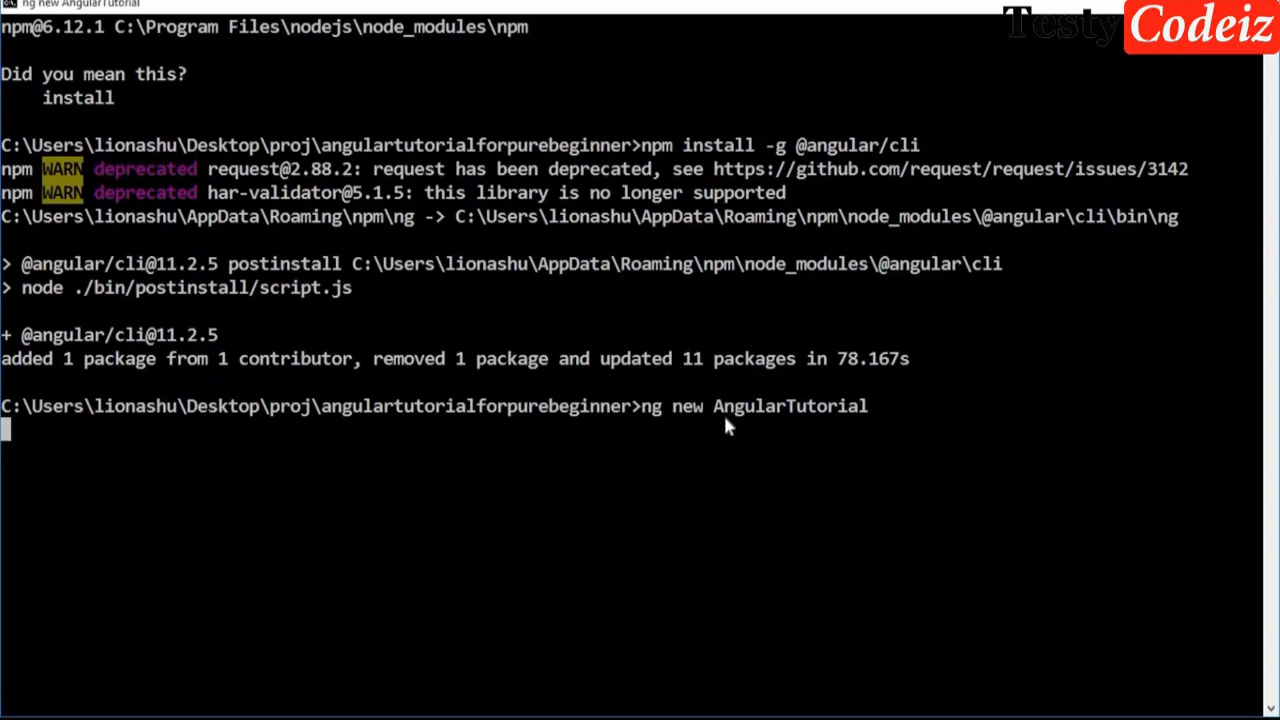 ng new AngularTutorial
Testy Codeiz
npm@6.12.1 C:\Program Files\nodejs\node_modules\npm
Did you mean this?
install
C:\Users\lionashu\Desktop\proj\angulartutorialforpurebeginner>npm install -g @angular/cli
npm WARN deprecated request@2.88.2: request has been deprecated, see https://github.com/request/request/issues/3142
npm WARN deprecated har-validator@5.1.5: this library is no longer supported
C:\Users\lionashu\AppData\Roaming\npm\ng -> C:\Users\lionashu\AppData\Roaming\npm\node_modules\@angular\cli\bin\ng
> @angular/cli@11.2.5 postinstall C:\Users\lionashu\AppData\Roaming\npm\node_modules\@angular\cli
> node ./bin/postinstall/script.js
+ @angular/cli@11.2.5
added 1 package from 1 contributor, removed 1 package and updated 11 packages in 78.167s
C:\Users\lionashu\Desktop\proj\angulartutorialforpurebeginner>ng new AngularTutorial